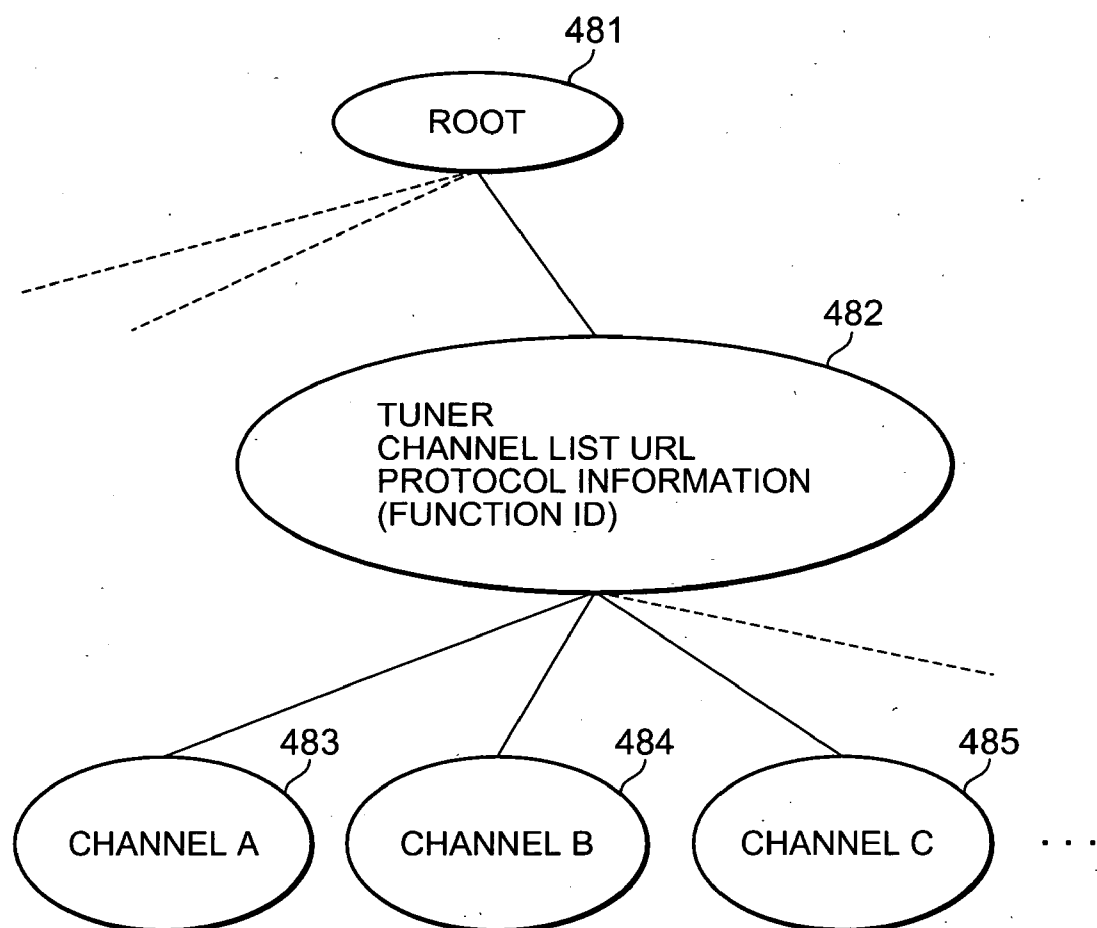 481
ROOT
482
TUNER
CHANNEL LIST URL
PROTOCOL INFORMATION
(FUNCTION ID)
483
484
485
CHANNEL A
CHANNEL B
CHANNEL C
. . .